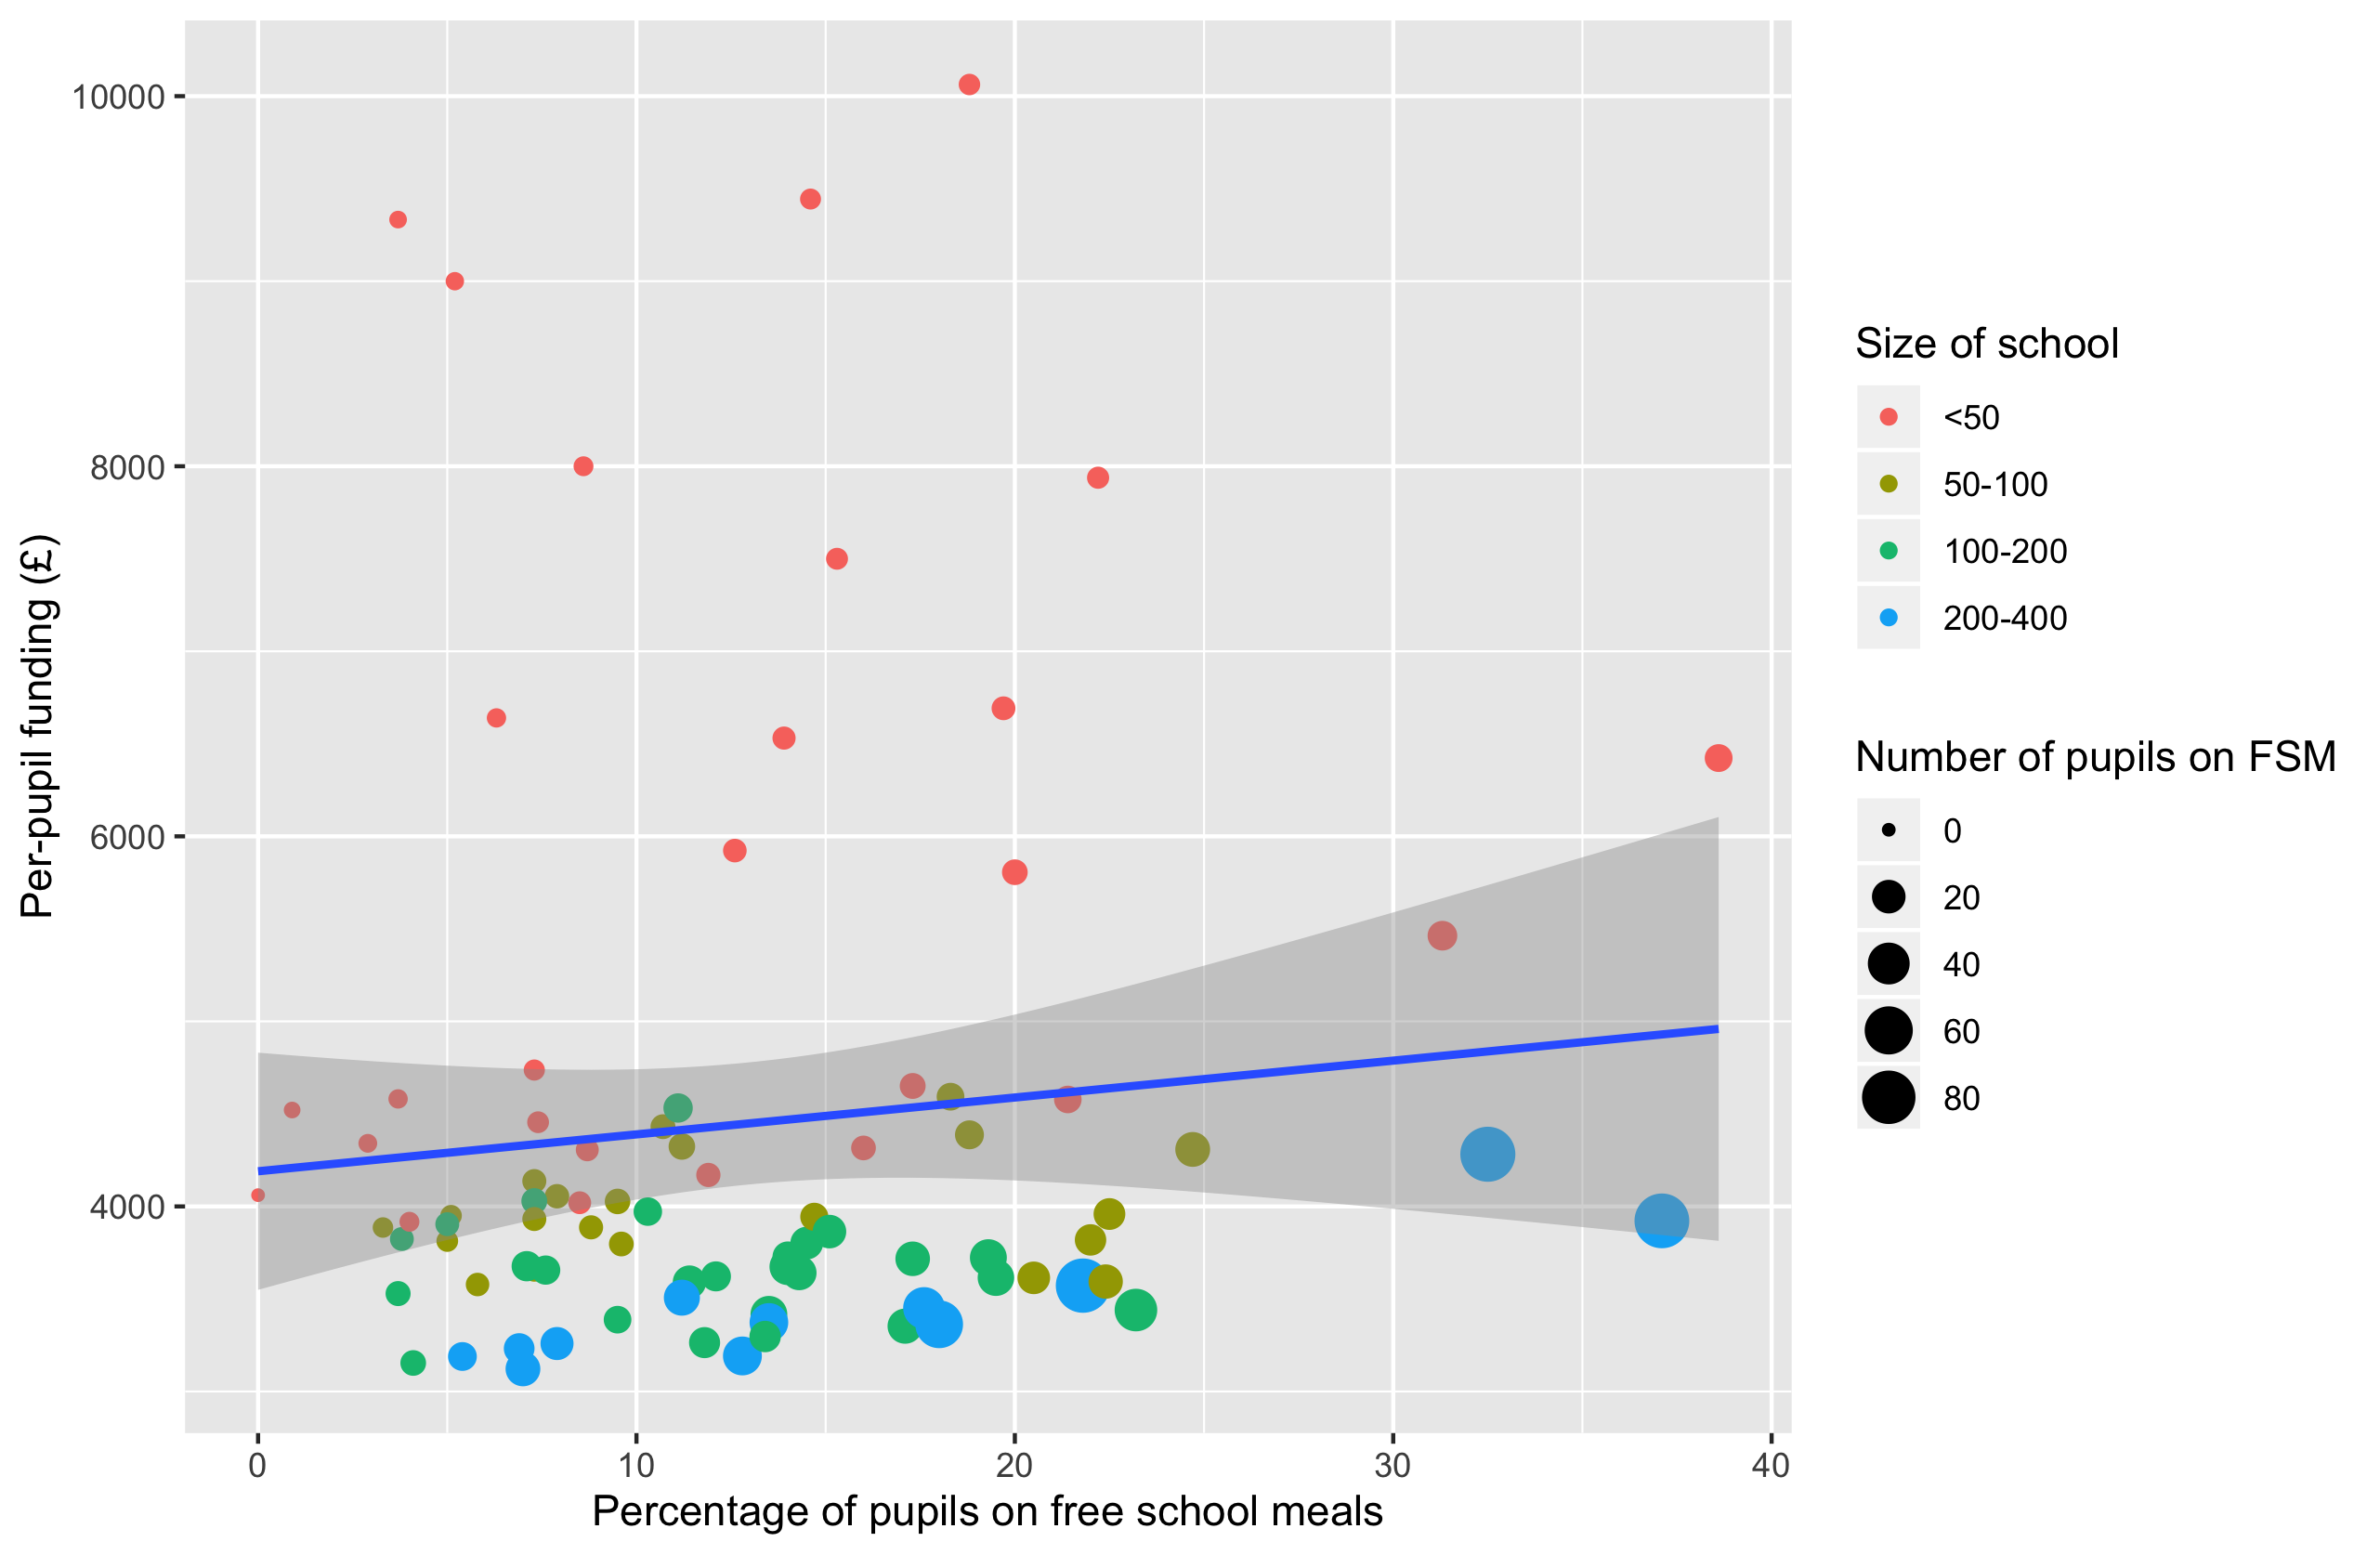 10000
8000
6000
4000
Per-pupil funding (£)
0 10 20 30 40
Percentage of pupils on free school meals
Size of school
<50
50-100
100-200
200-400
Number of pupils on FSM
0
20
40
60
80